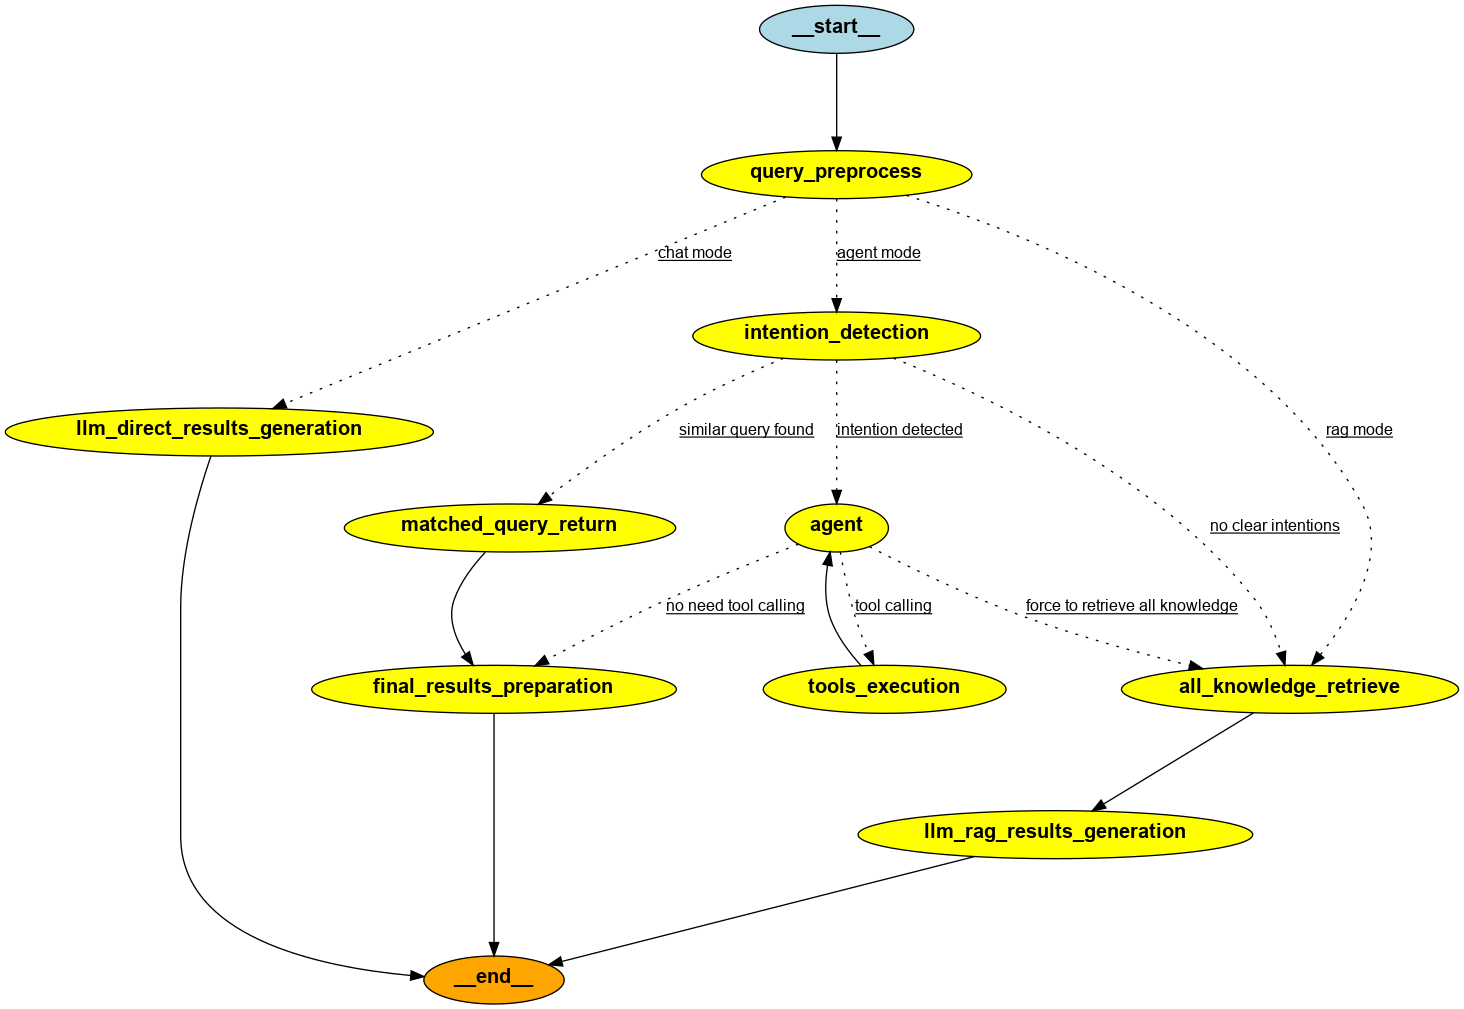 __start__
query_preprocess
chat mode
agent mode
intention_detection
llm_direct_results_generation
similar query found
intention detected
rag mode
matched_query_return
agent
no clear intentions
no need tool calling
tool calling
force to retrieve all knowledge
final_results_preparation
tools_execution
all_knowledge_retrieve
llm_rag_results_generation
__end__